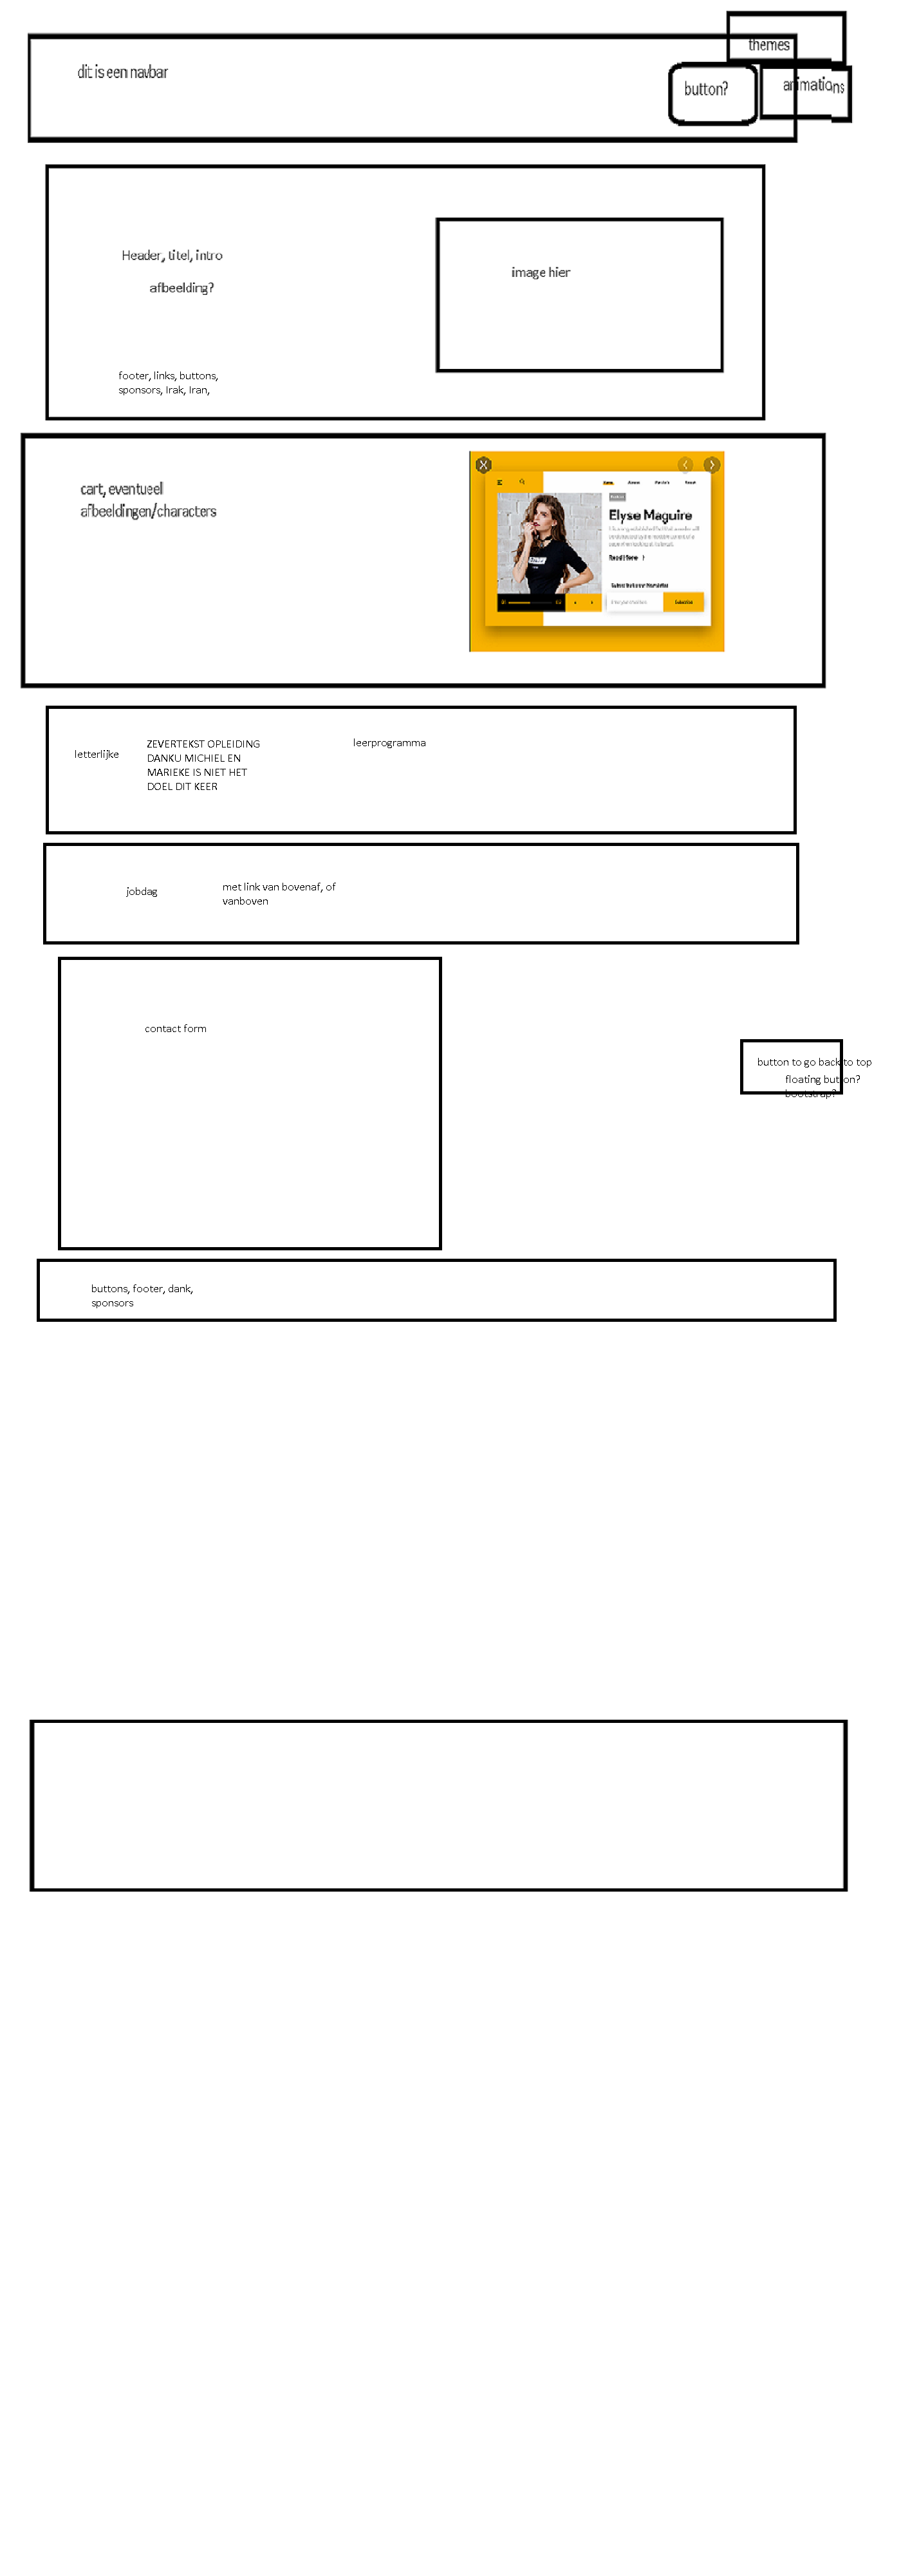 themes
dit is een navbar
button?
animations
Header, titel, intro
image hier
afbeelding?
footer, links, buttons,
sponsors, Irak, Iran,
cart, eventueel
afbeeldingen/characters
Elyse Maguire
Read More
Subscribe
letterlijke
ZEVERTEKST OPLEIDING
DANKU MICHIEL EN
MARIEKE IS NIET HET
DOEL DIT KEER
leerprogramma
jobdag
met link van bovenaf, of
vanboven
contact form
button to go back to top
floating button?
bootstrap?
buttons, footer, dank,
sponsors